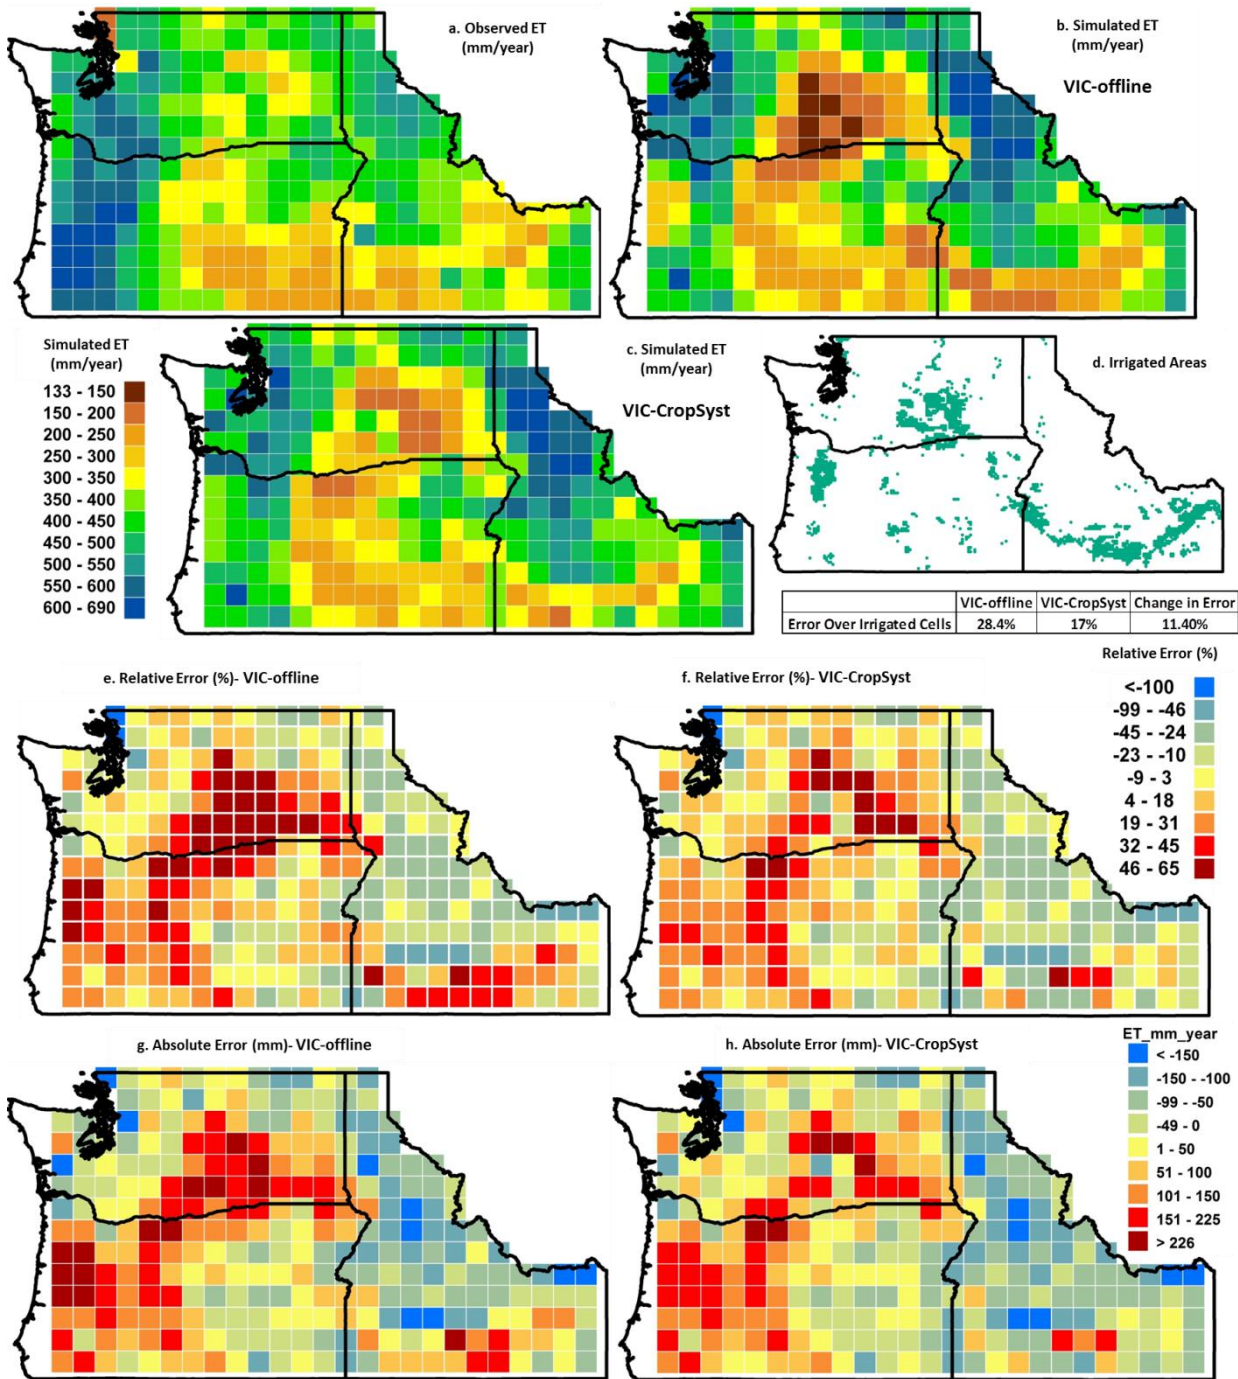 a. Observed ET
(mm/year)
b. Simulated ET
(mm/year)
VIC-offline
Simulated ET
(mm/year)
133 - 150
150 - 200
200 - 250
250 - 300
300 - 350
350 - 400
400 - 450
450 - 500
500 - 550
550 - 600
600 - 690
c. Simulated ET
(mm/year)
VIC-CropSyst
d. Irrigated Areas
VIC-offline VIC-CropSyst Change in Error
Error Over Irrigated Cells 28.4% 17% 11.40%
e. Relative Error (%)- VIC-offline
f. Relative Error (%)- VIC-CropSyst
Relative Error (%)
<-100
-99 - -46
-45 - -24
-23 - -10
-9 - 3
4 - 18
19 - 31
32 - 45
46 - 65
g. Absolute Error (mm)- VIC-offline
h. Absolute Error (mm)- VIC-CropSyst
ET_mm_year
< -150
-150 - -100
-99 - -50
-49 - 0
1 - 50
51 - 100
101 - 150
151 - 225
> 226